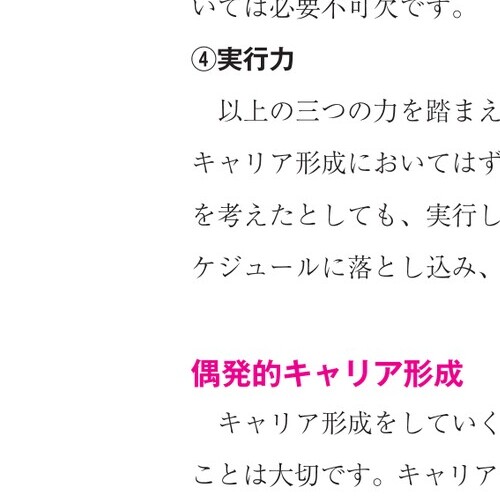 いては必要不可欠です。
④実行力
以上の三つの力を踏まえ
キャリア形成においてはず
を考えたとしても、実行し
ケジュールに落とし込み、
偶発的キャリア形成
キャリア形成をしていく
ことは大切です。キャリア